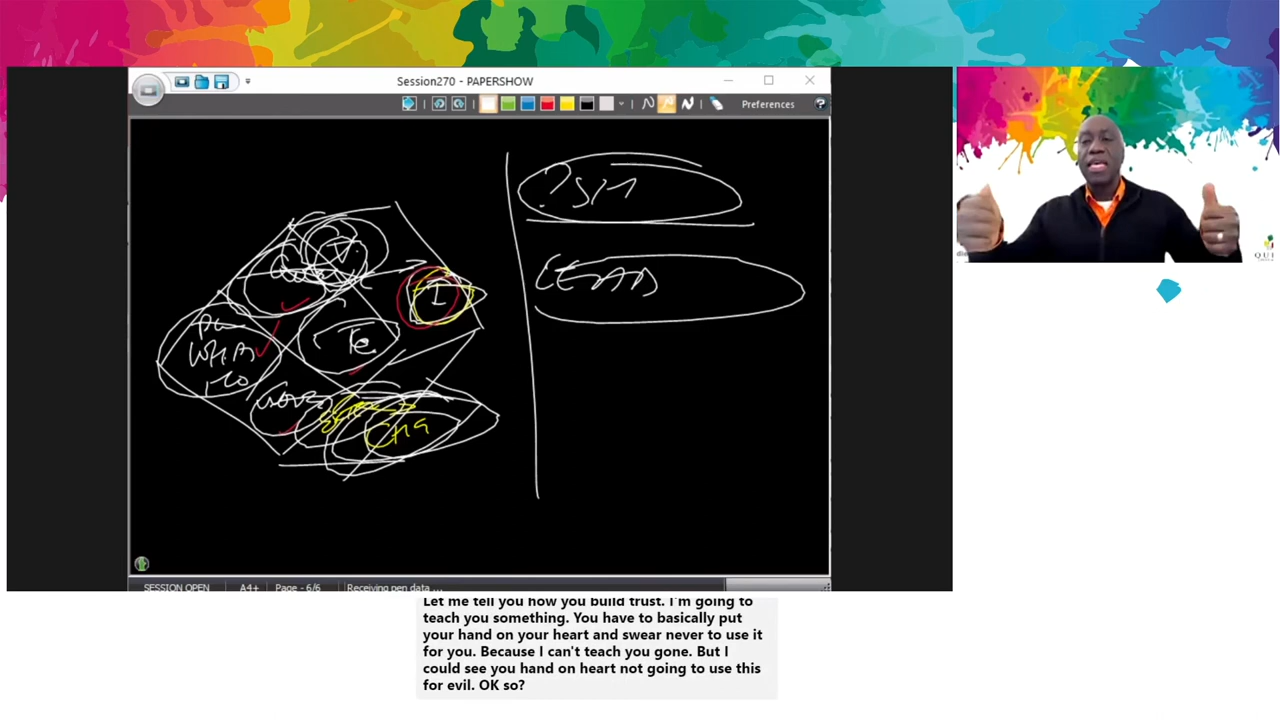 Session270 - PAPERSHOW
Preferences
?
I
Te
LEAD
SESSION OPEN
A4+
Page - 6/6
Receiving pen data ...
QUI
Let me tell you how you build trust. I'm going to
teach you something. You have to basically put
your hand on your heart and swear never to use it
for you. Because I can't teach you gone. But I
could see you hand on heart not going to use this
for evil. OK so?